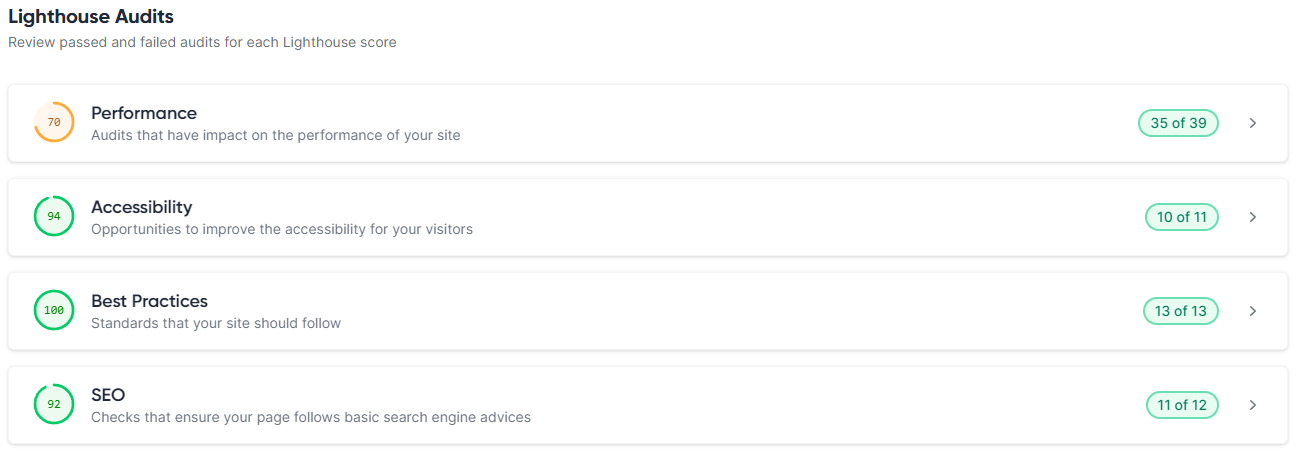 Lighthouse Audits
Review passed and failed audits for each Lighthouse score
70
Performance
Audits that have impact on the performance of your site
35 of 39
94
Accessibility
Opportunities to improve the accessibility for your visitors
10 of 11
100
Best Practices
Standards that your site should follow
13 of 13
92
SEO
Checks that ensure your page follows basic search engine advices
11 of 12